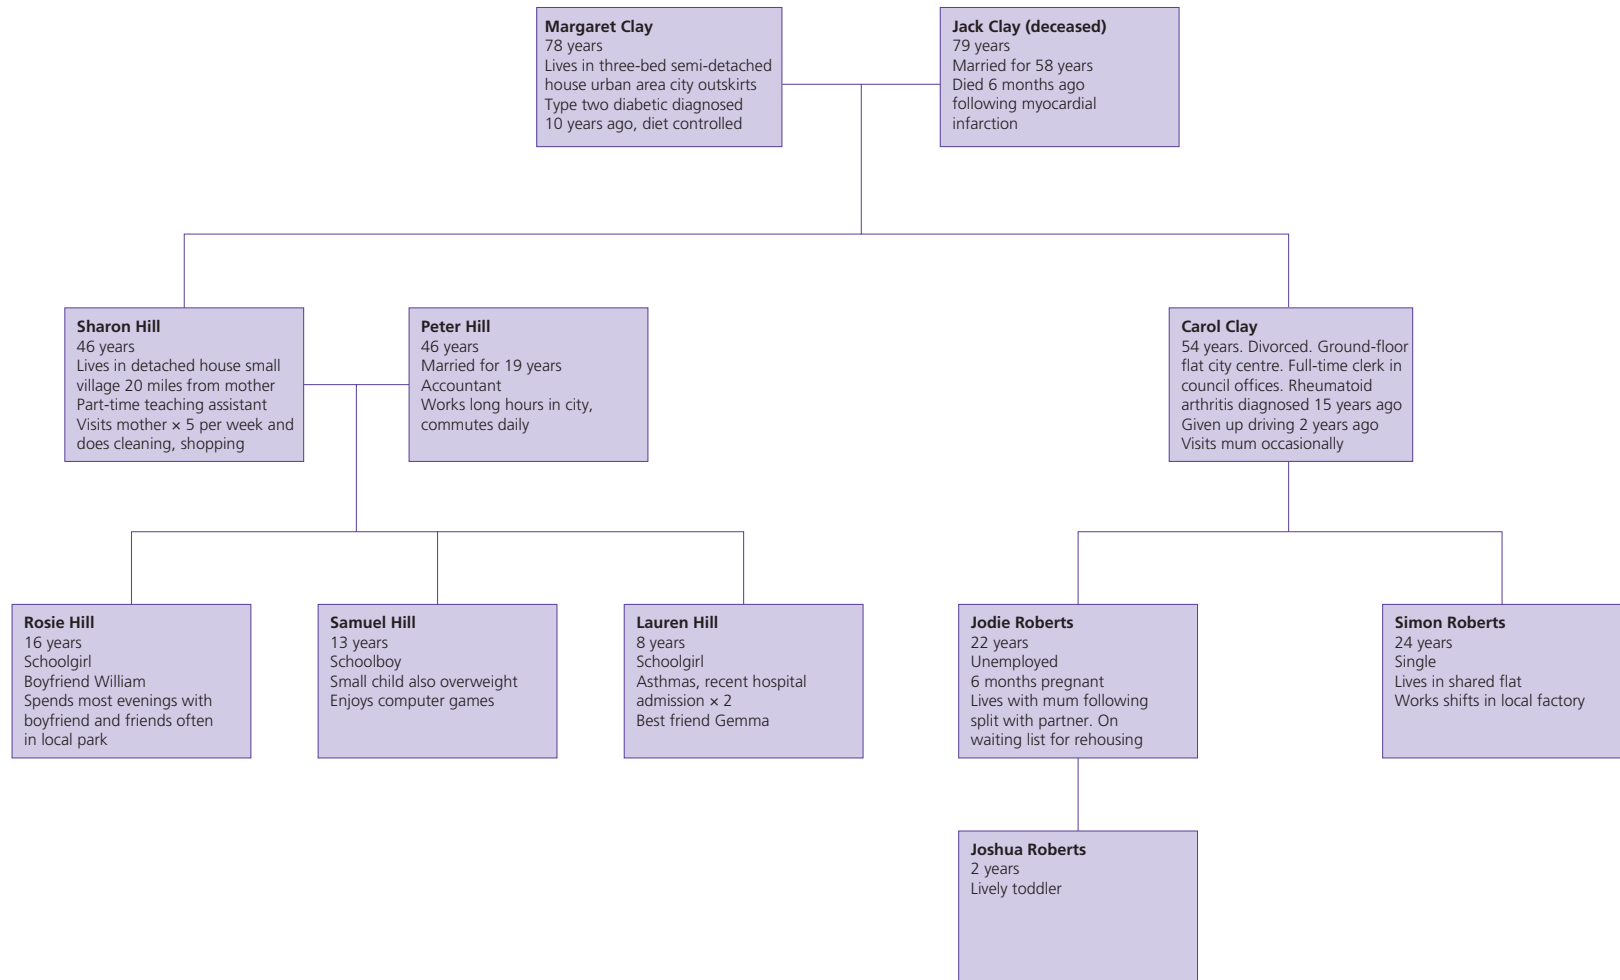 Margaret Clay
78 years
Lives in three-bed semi-detached
house urban area city outskirts
Type two diabetic diagnosed
10 years ago, diet controlled
Jack Clay (deceased)
79 years
Married for 58 years
Died 6 months ago
following myocardial
infarction
Sharon Hill
46 years
Lives in detached house small
village 20 miles from mother
Part-time teaching assistant
Visits mother × 5 per week and
does cleaning, shopping
Peter Hill
46 years
Married for 19 years
Accountant
Works long hours in city,
commutes daily
Carol Clay
54 years. Divorced. Ground-floor
flat city centre. Full-time clerk in
council offices. Rheumatoid
arthritis diagnosed 15 years ago
Given up driving 2 years ago
Visits mum occasionally
Rosie Hill
16 years
Schoolgirl
Boyfriend William
Spends most evenings with
boyfriend and friends often
in local park
Samuel Hill
13 years
Schoolboy
Small child also overweight
Enjoys computer games
Lauren Hill
8 years
Schoolgirl
Asthmas, recent hospital
admission × 2
Best friend Gemma
Jodie Roberts
22 years
Unemployed
6 months pregnant
Lives with mum following
split with partner. On
waiting list for rehousing
Simon Roberts
24 years
Single
Lives in shared flat
Works shifts in local factory
Joshua Roberts
2 years
Lively toddler